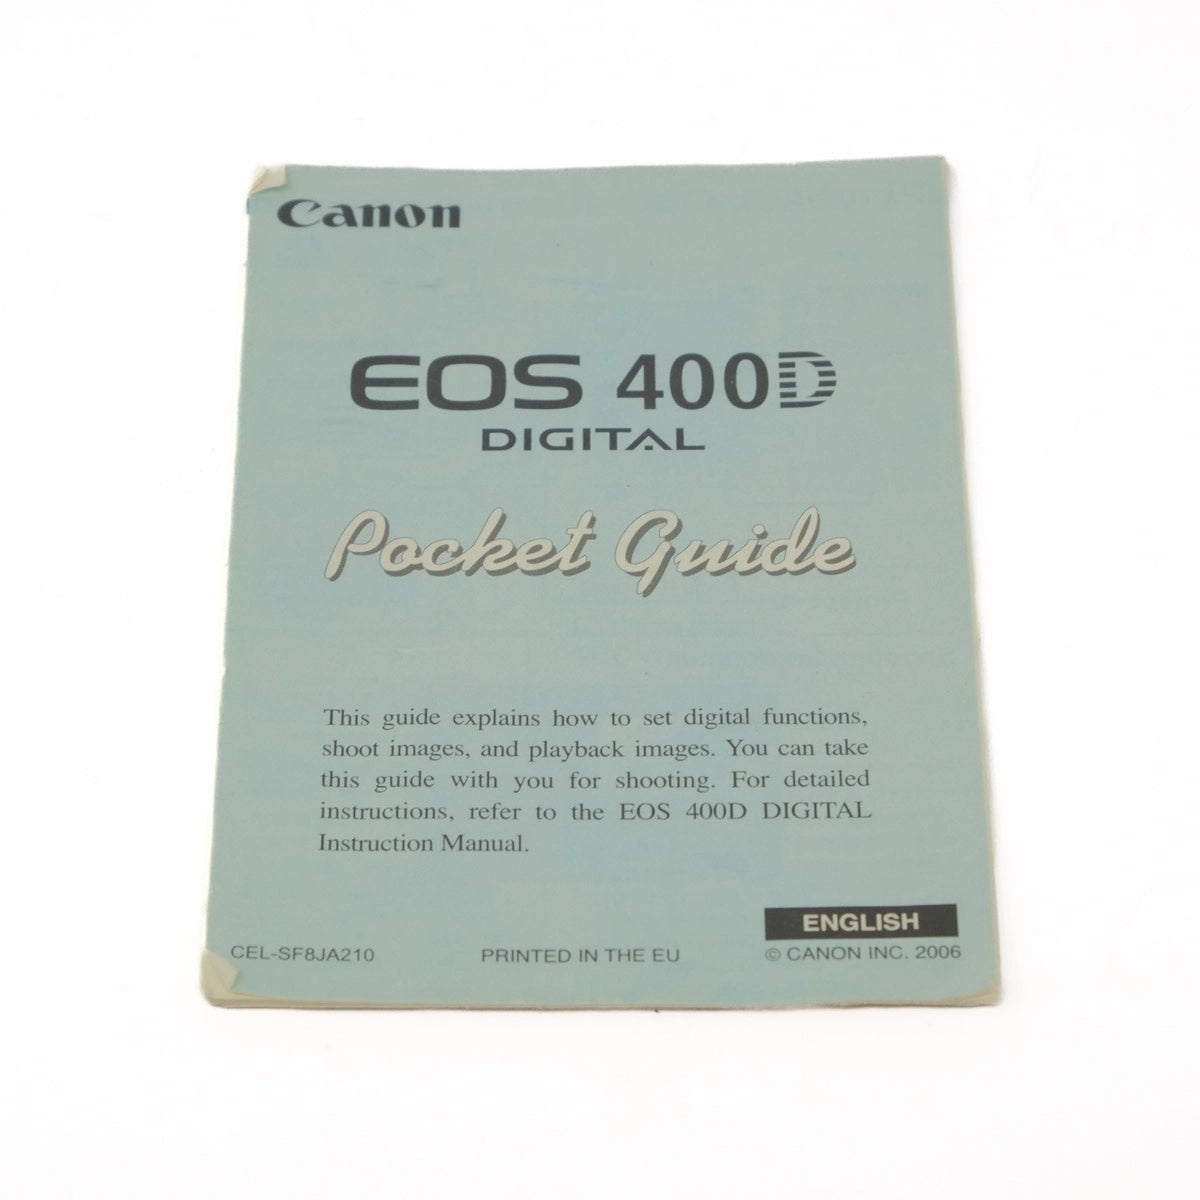 Canon
EOS 400D
DIGITAL
Pocket Guide
This guide explains how to set digital functions,
shoot images, and playback images. You can take
this guide with you for shooting. For detailed
instructions, refer to the EOS 400D DIGITAL
Instruction Manual.
ENGLISH
CEL-SF8JA210 PRINTED IN THE EU © CANON INC. 2006